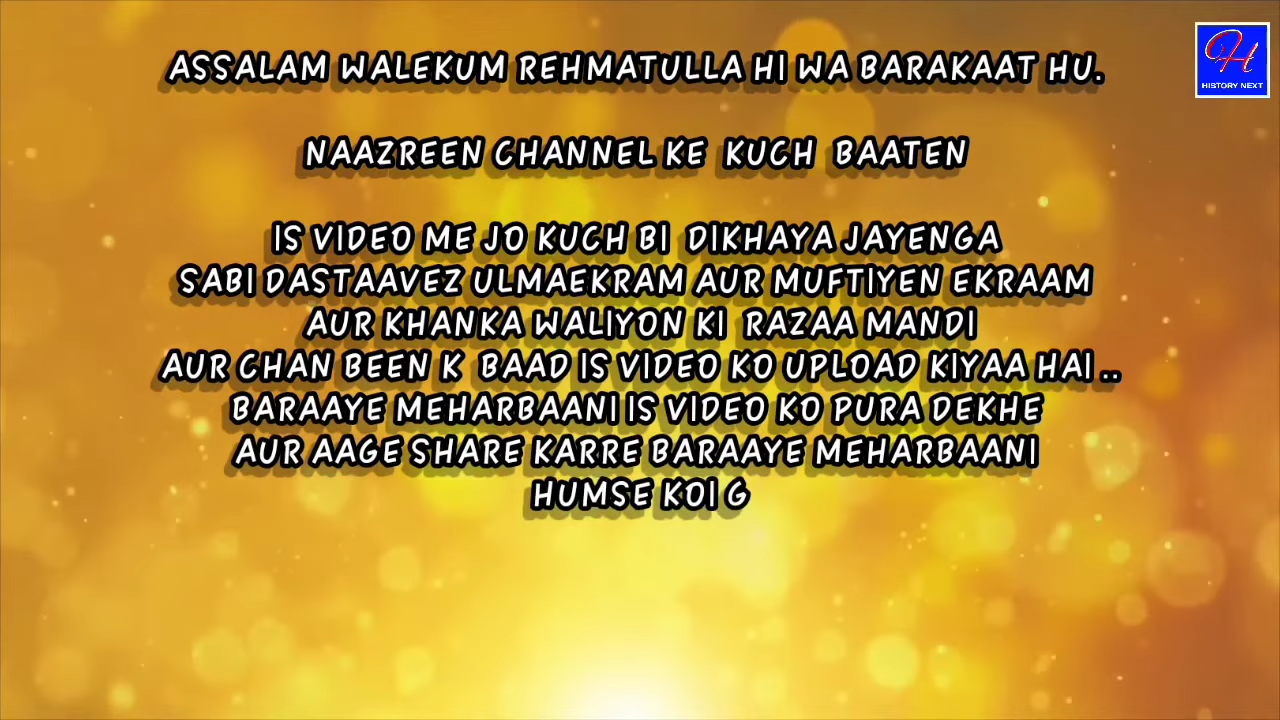 ASSALAM WALEKUM REHMATULLA HI WA BARAKAAT HU.
NAAZREEN CHANNEL KE KUCH BAATEN
IS VIDEO ME JO KUCH BI DIKHAYA JAYENGA
SABI DASTAAVEZ ULMAEKRAM AUR MUFTIYEN EKRAAM
AUR KHANKA WALIYON KI RAZAA MANDI
AUR CHAN BEEN K BAAD IS VIDEO KO UPLOAD KIYAA HAI ..
BARAAYE MEHARBAANI IS VIDEO KO PURA DEKHE
AUR AAGE SHARE KARRE BARAAYE MEHARBAANI
HUMSE KOI G
H
HISTORY NEXT